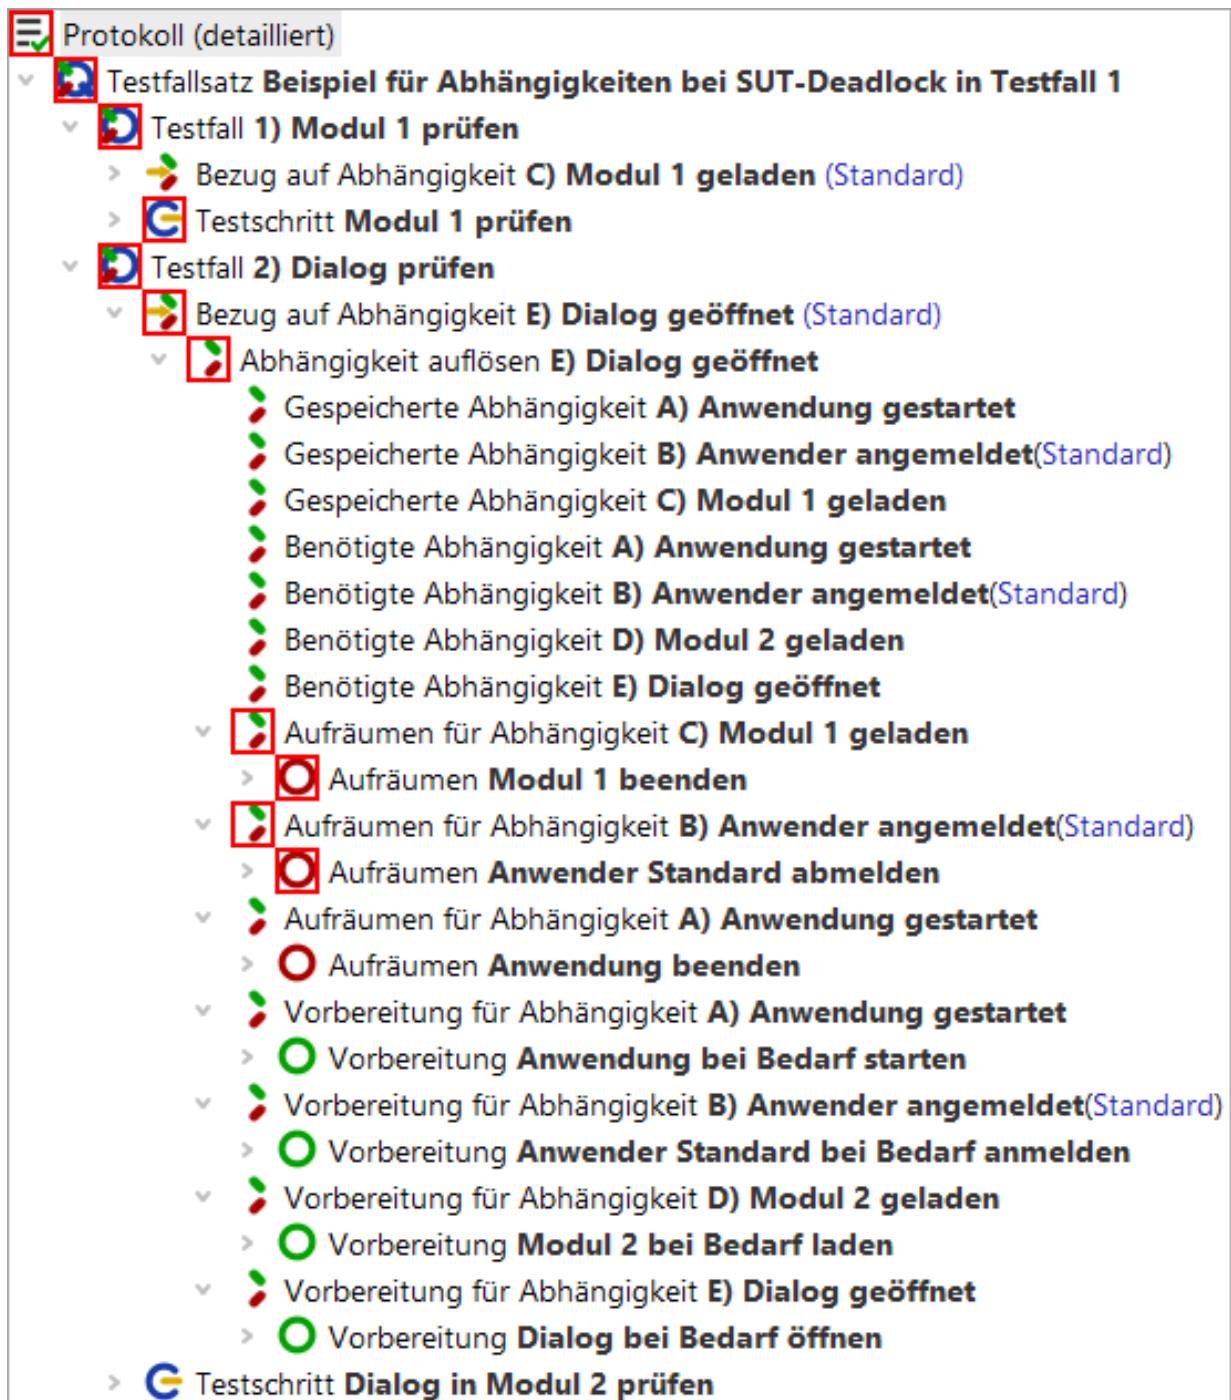 Protokoll (detailliert)
Testfallsatz Beispiel für Abhängigkeiten bei SUT-Deadlock in Testfall 1
Testfall 1) Modul 1 prüfen
Bezug auf Abhängigkeit C) Modul 1 geladen (Standard)
Testschritt Modul 1 prüfen
Testfall 2) Dialog prüfen
Bezug auf Abhängigkeit E) Dialog geöffnet (Standard)
Abhängigkeit auflösen E) Dialog geöffnet
Gespeicherte Abhängigkeit A) Anwendung gestartet
Gespeicherte Abhängigkeit B) Anwender angemeldet(Standard)
Gespeicherte Abhängigkeit C) Modul 1 geladen
Benötigte Abhängigkeit A) Anwendung gestartet
Benötigte Abhängigkeit B) Anwender angemeldet(Standard)
Benötigte Abhängigkeit D) Modul 2 geladen
Benötigte Abhängigkeit E) Dialog geöffnet
Aufräumen für Abhängigkeit C) Modul 1 geladen
Aufräumen Modul 1 beenden
Aufräumen für Abhängigkeit B) Anwender angemeldet(Standard)
Aufräumen Anwender Standard abmelden
Aufräumen für Abhängigkeit A) Anwendung gestartet
Aufräumen Anwendung beenden
Vorbereitung für Abhängigkeit A) Anwendung gestartet
Vorbereitung Anwendung bei Bedarf starten
Vorbereitung für Abhängigkeit B) Anwender angemeldet(Standard)
Vorbereitung Anwender Standard bei Bedarf anmelden
Vorbereitung für Abhängigkeit D) Modul 2 geladen
Vorbereitung Modul 2 bei Bedarf laden
Vorbereitung für Abhängigkeit E) Dialog geöffnet
Vorbereitung Dialog bei Bedarf öffnen
Testschritt Dialog in Modul 2 prüfen